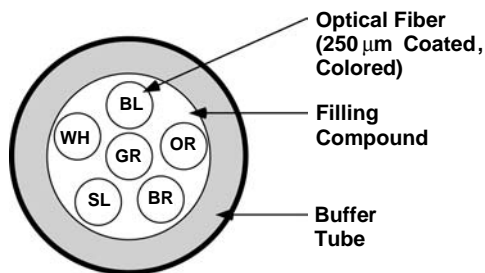 Optical Fiber
(250 μm Coated,
Colored)
BL
Filling
Compound
WH
OR
GR
SL
BR
Buffer
Tube